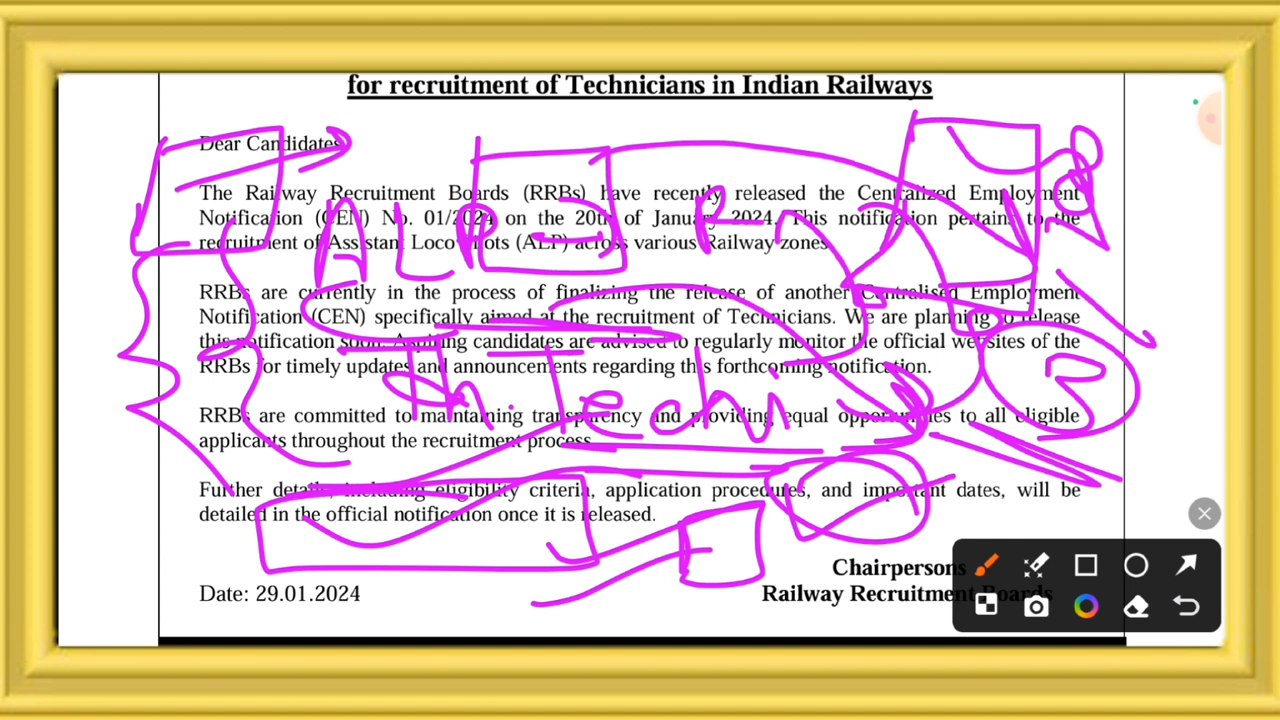 for recruitment of Technicians in Indian Railways
Dear Candidates,
The Railway Recruitment Boards (RRBs) have recently released the Centralized Employment
Notification (CEN) No. 01/2024 on the 20th of January 2024. This notification pertains to the
recruitment of Assistant Loco Pilots (ALP) across various Railway zones.
ALP
RRBs are currently in the process of finalizing the release of another Centralised Employment
Notification (CEN) specifically aimed at the recruitment of Technicians. We are planning to release
this notification soon. Aspiring candidates are advised to regularly monitor the official websites of the
RRBs for timely updates and announcements regarding this forthcoming notification.
Techi
RRBs are committed to maintaining transparency and providing equal opportunities to all eligible
applicants throughout the recruitment process.
Further details, including eligibility criteria, application procedures, and important dates, will be
detailed in the official notification once it is released.
Chairpersons
Date: 29.01.2024 Railway Recruitment Boards